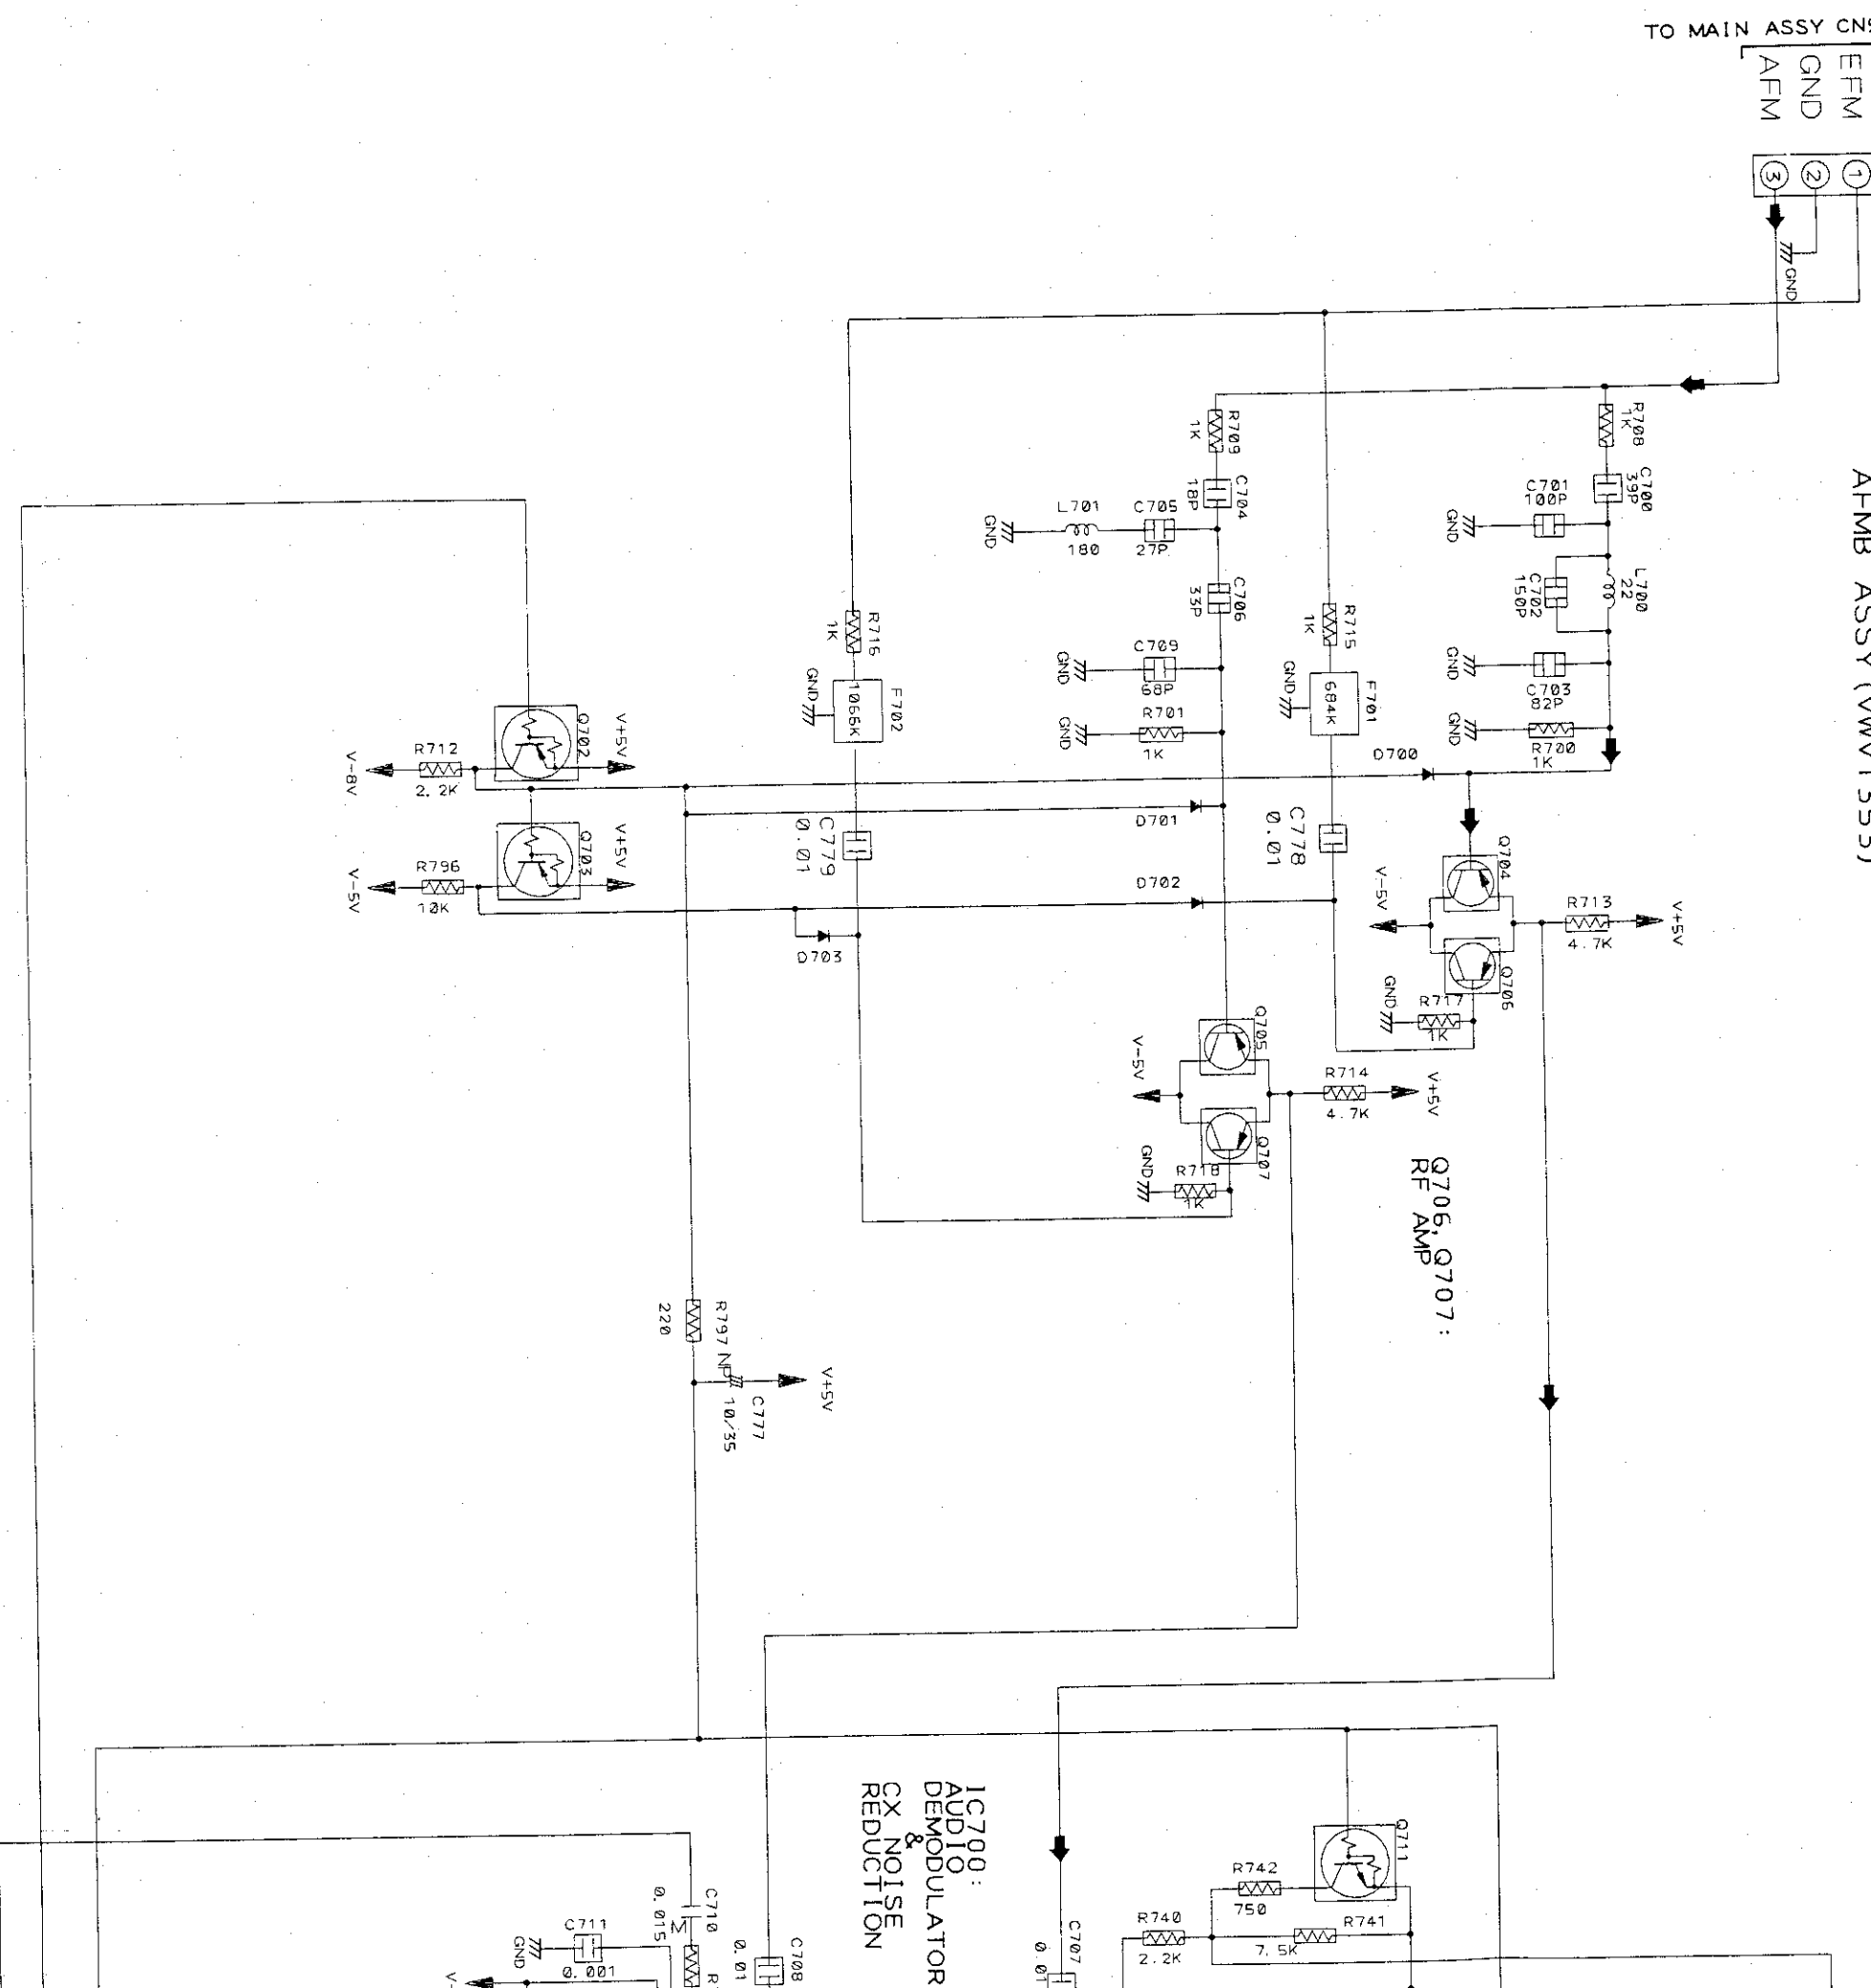 TO MAIN ASSY
EFM
GND
AFM
1
2
3
GND
R708
1K
C700
39P
C701
100P
GND
L700
22
C702
150P
GND
C703
82P
GND
R700
1K
R709
1K
C704
18P
L701
180
C705
27P
GND
C706
33P
C709
68P
GND
R701
1K
GND
R715
1K
F701
684K
GND
R716
1K
F702
1066K
GND
D700
D701
D702
D703
C778
0.01
C779
0.01
Q702
V+5V
R712
2.2K
V-8V
Q703
V+5V
R796
10K
V-5V
Q704
V-5V
R713
4.7K
V+5V
Q706
R717
1K
GND
Q705
V-5V
R714
4.7K
V+5V
Q707
R718
1K
GND
Q706, Q707:
RF AMP
R797
220
NP
C777
10/35
V+5V
IC700:
AUDIO
DEMODULATOR
&
CX NOISE
REDUCTION
Q711
R742
750
R741
7.5K
R740
2.2K
C707
C708
0.01
C710
0.015
M
C711
0.001
GND